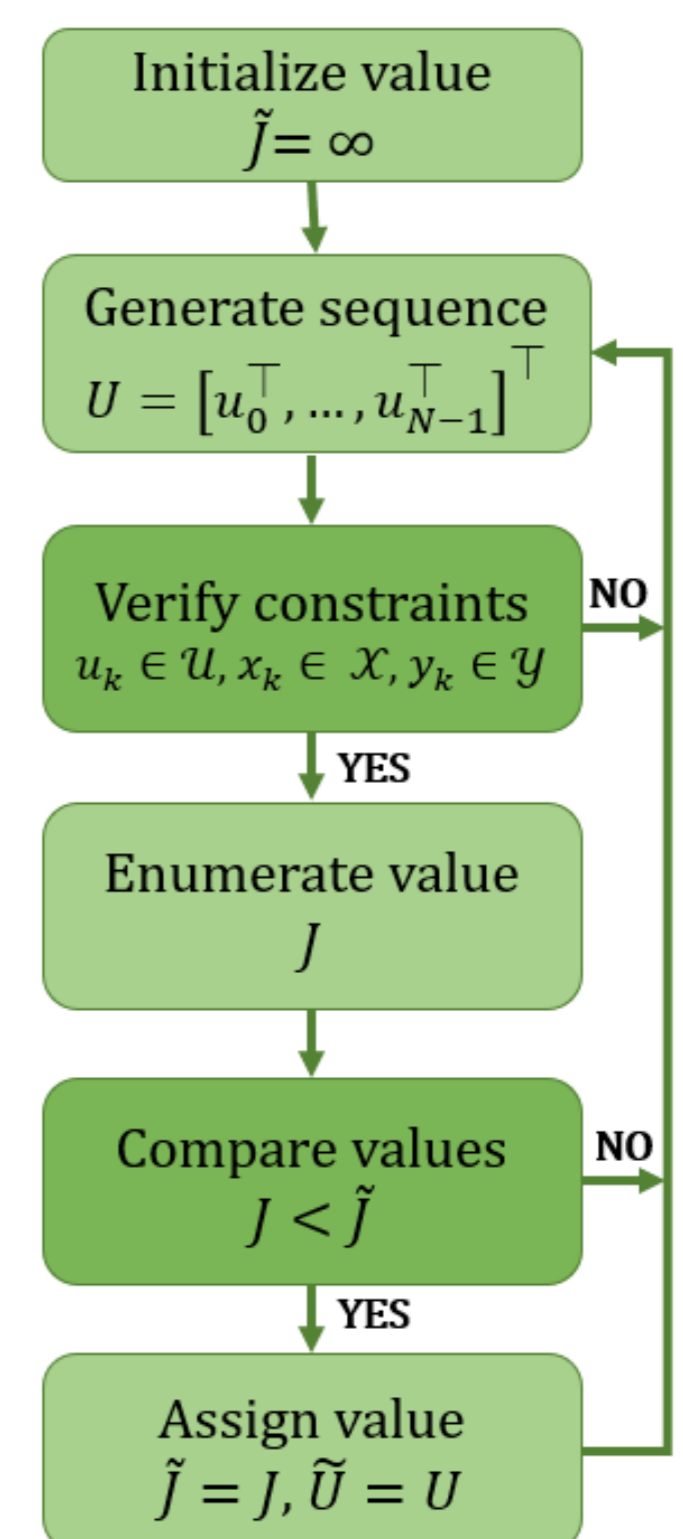 Initialize value
J̃= ∞
Generate sequence
U = [u₀^⊤, ..., u_{N−1}^⊤]^⊤
Verify constraints
NO
u_k ∈ 𝒰, x_k ∈ 𝒳, y_k ∈ 𝒴
YES
Enumerate value
J
Compare values
NO
J < J̃
YES
Assign value
J̃ = J, Ũ = U